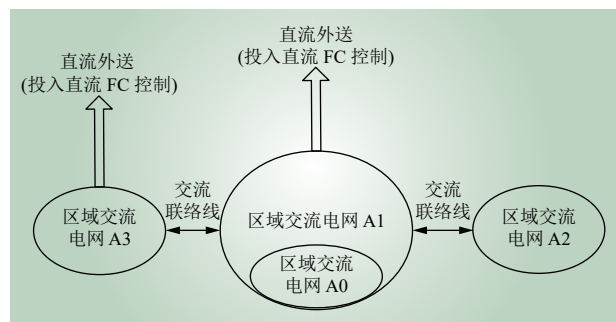 直流外送
(投入直流 FC 控制)
直流外送
(投入直流 FC 控制)
区域交流
电网 A3
交流
联络线
区域交流电网 A1
交流
联络线
区域交流
电网 A2
区域交流
电网 A0